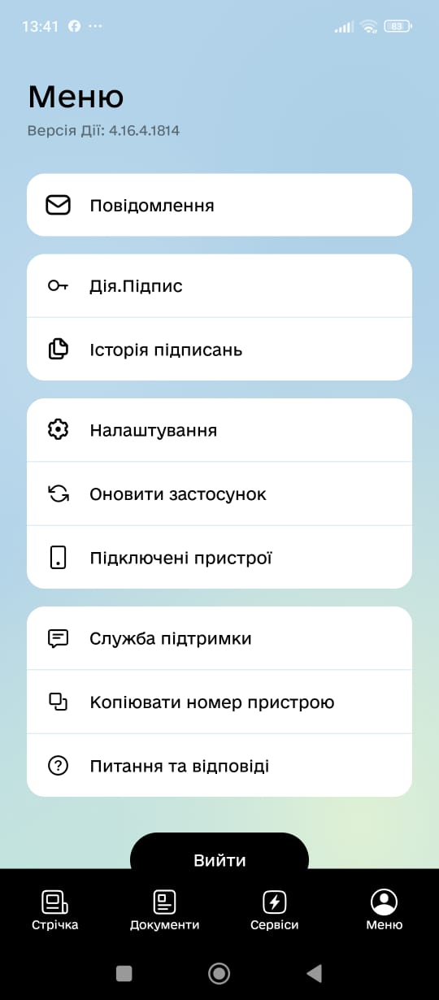 13:41
83
Меню
Версія Дії: 4.16.4.1814
Повідомлення
Дія.Підпис
Історія підписань
Налаштування
Оновити застосунок
Підключені пристрої
Служба підтримки
Копіювати номер пристрою
Питання та відповіді
Вийти
Стрічка
Документи
Сервіси
Меню